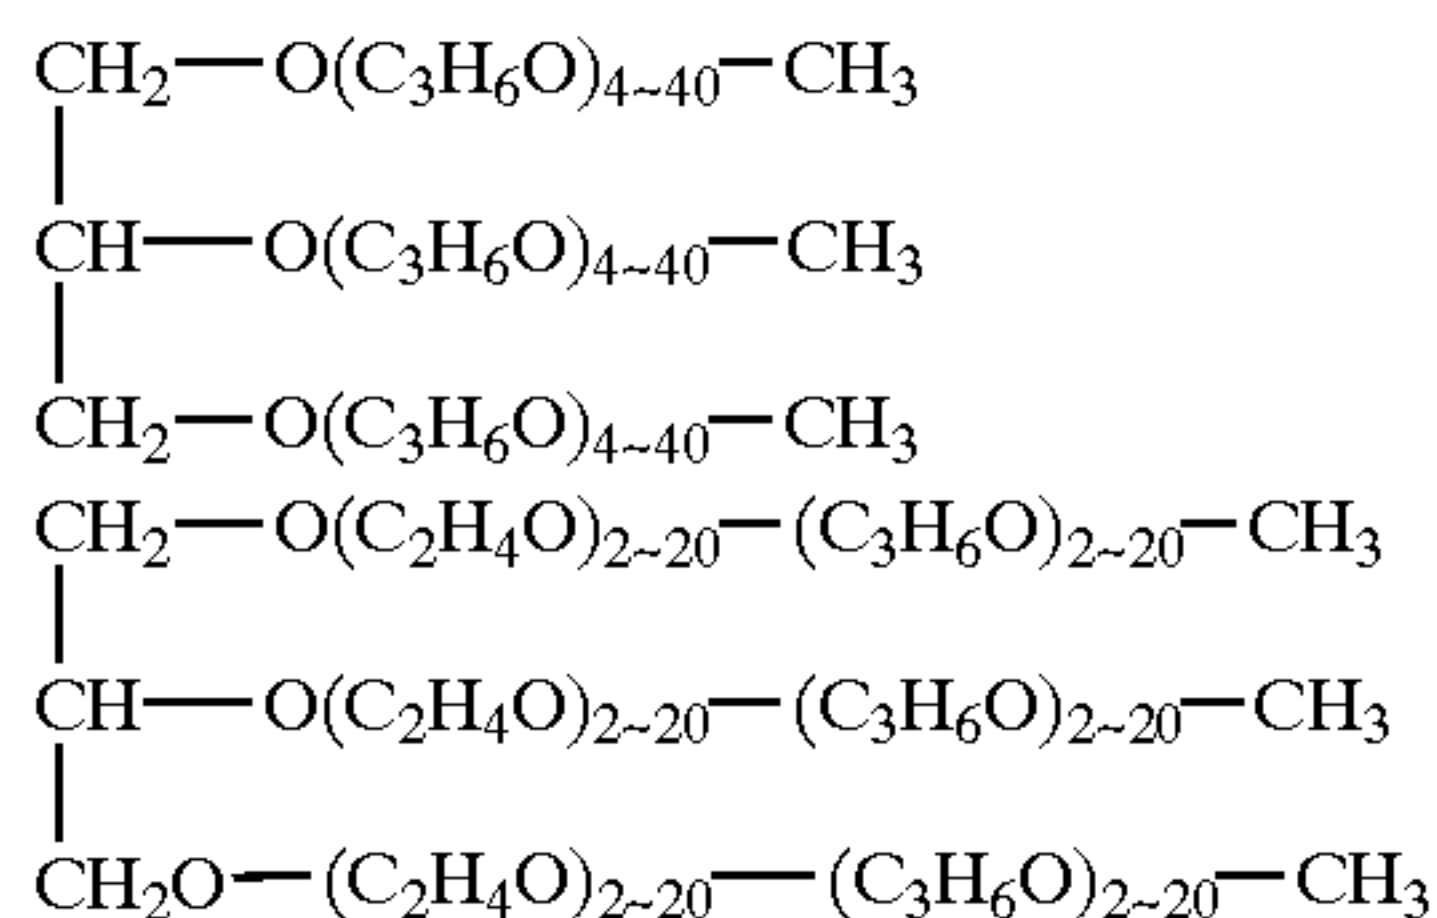 CH₂—O(C₃H₆O)₄~₄₀—CH₃
CH—O(C₃H₆O)₄~₄₀—CH₃
CH₂—O(C₃H₆O)₄~₄₀—CH₃
CH₂—O(C₂H₄O)₂~₂₀—(C₃H₆O)₂~₂₀—CH₃
CH—O(C₂H₄O)₂~₂₀—(C₃H₆O)₂~₂₀—CH₃
CH₂O—(C₂H₄O)₂~₂₀—(C₃H₆O)₂~₂₀—CH₃